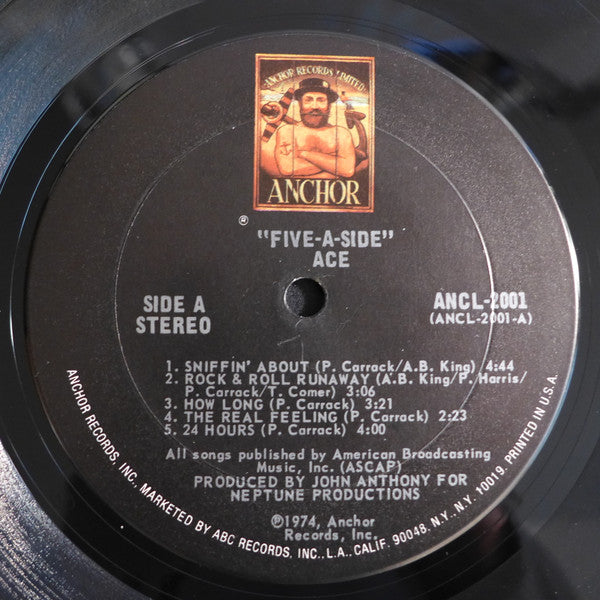 ANCHOR RECORDS LIMITED
ANCHOR
®
"FIVE-A-SIDE"
ACE
SIDE A
STEREO
ANCL-2001
(ANCL-2001-A)
1. SNIFFIN' ABOUT (P. Carrack/A.B. King) 4:44
2. ROCK & ROLL RUNAWAY (A.B. King/P. Harris/
P. Carrack/T. Comer) 3:06
3. HOW LONG (P. Carrack) 3:21
4. THE REAL FEELING (P. Carrack) 2:23
5. 24 HOURS (P. Carrack) 4:00
All songs published by American Broadcasting
Music, Inc. (ASCAP)
PRODUCED BY JOHN ANTHONY FOR
NEPTUNE PRODUCTIONS
℗1974, Anchor
Records, Inc.
ANCHOR RECORDS, INC., MARKETED BY ABC RECORDS, INC., L.A., CALIF. 90048, N.Y., N.Y. 10019. PRINTED IN U.S.A.